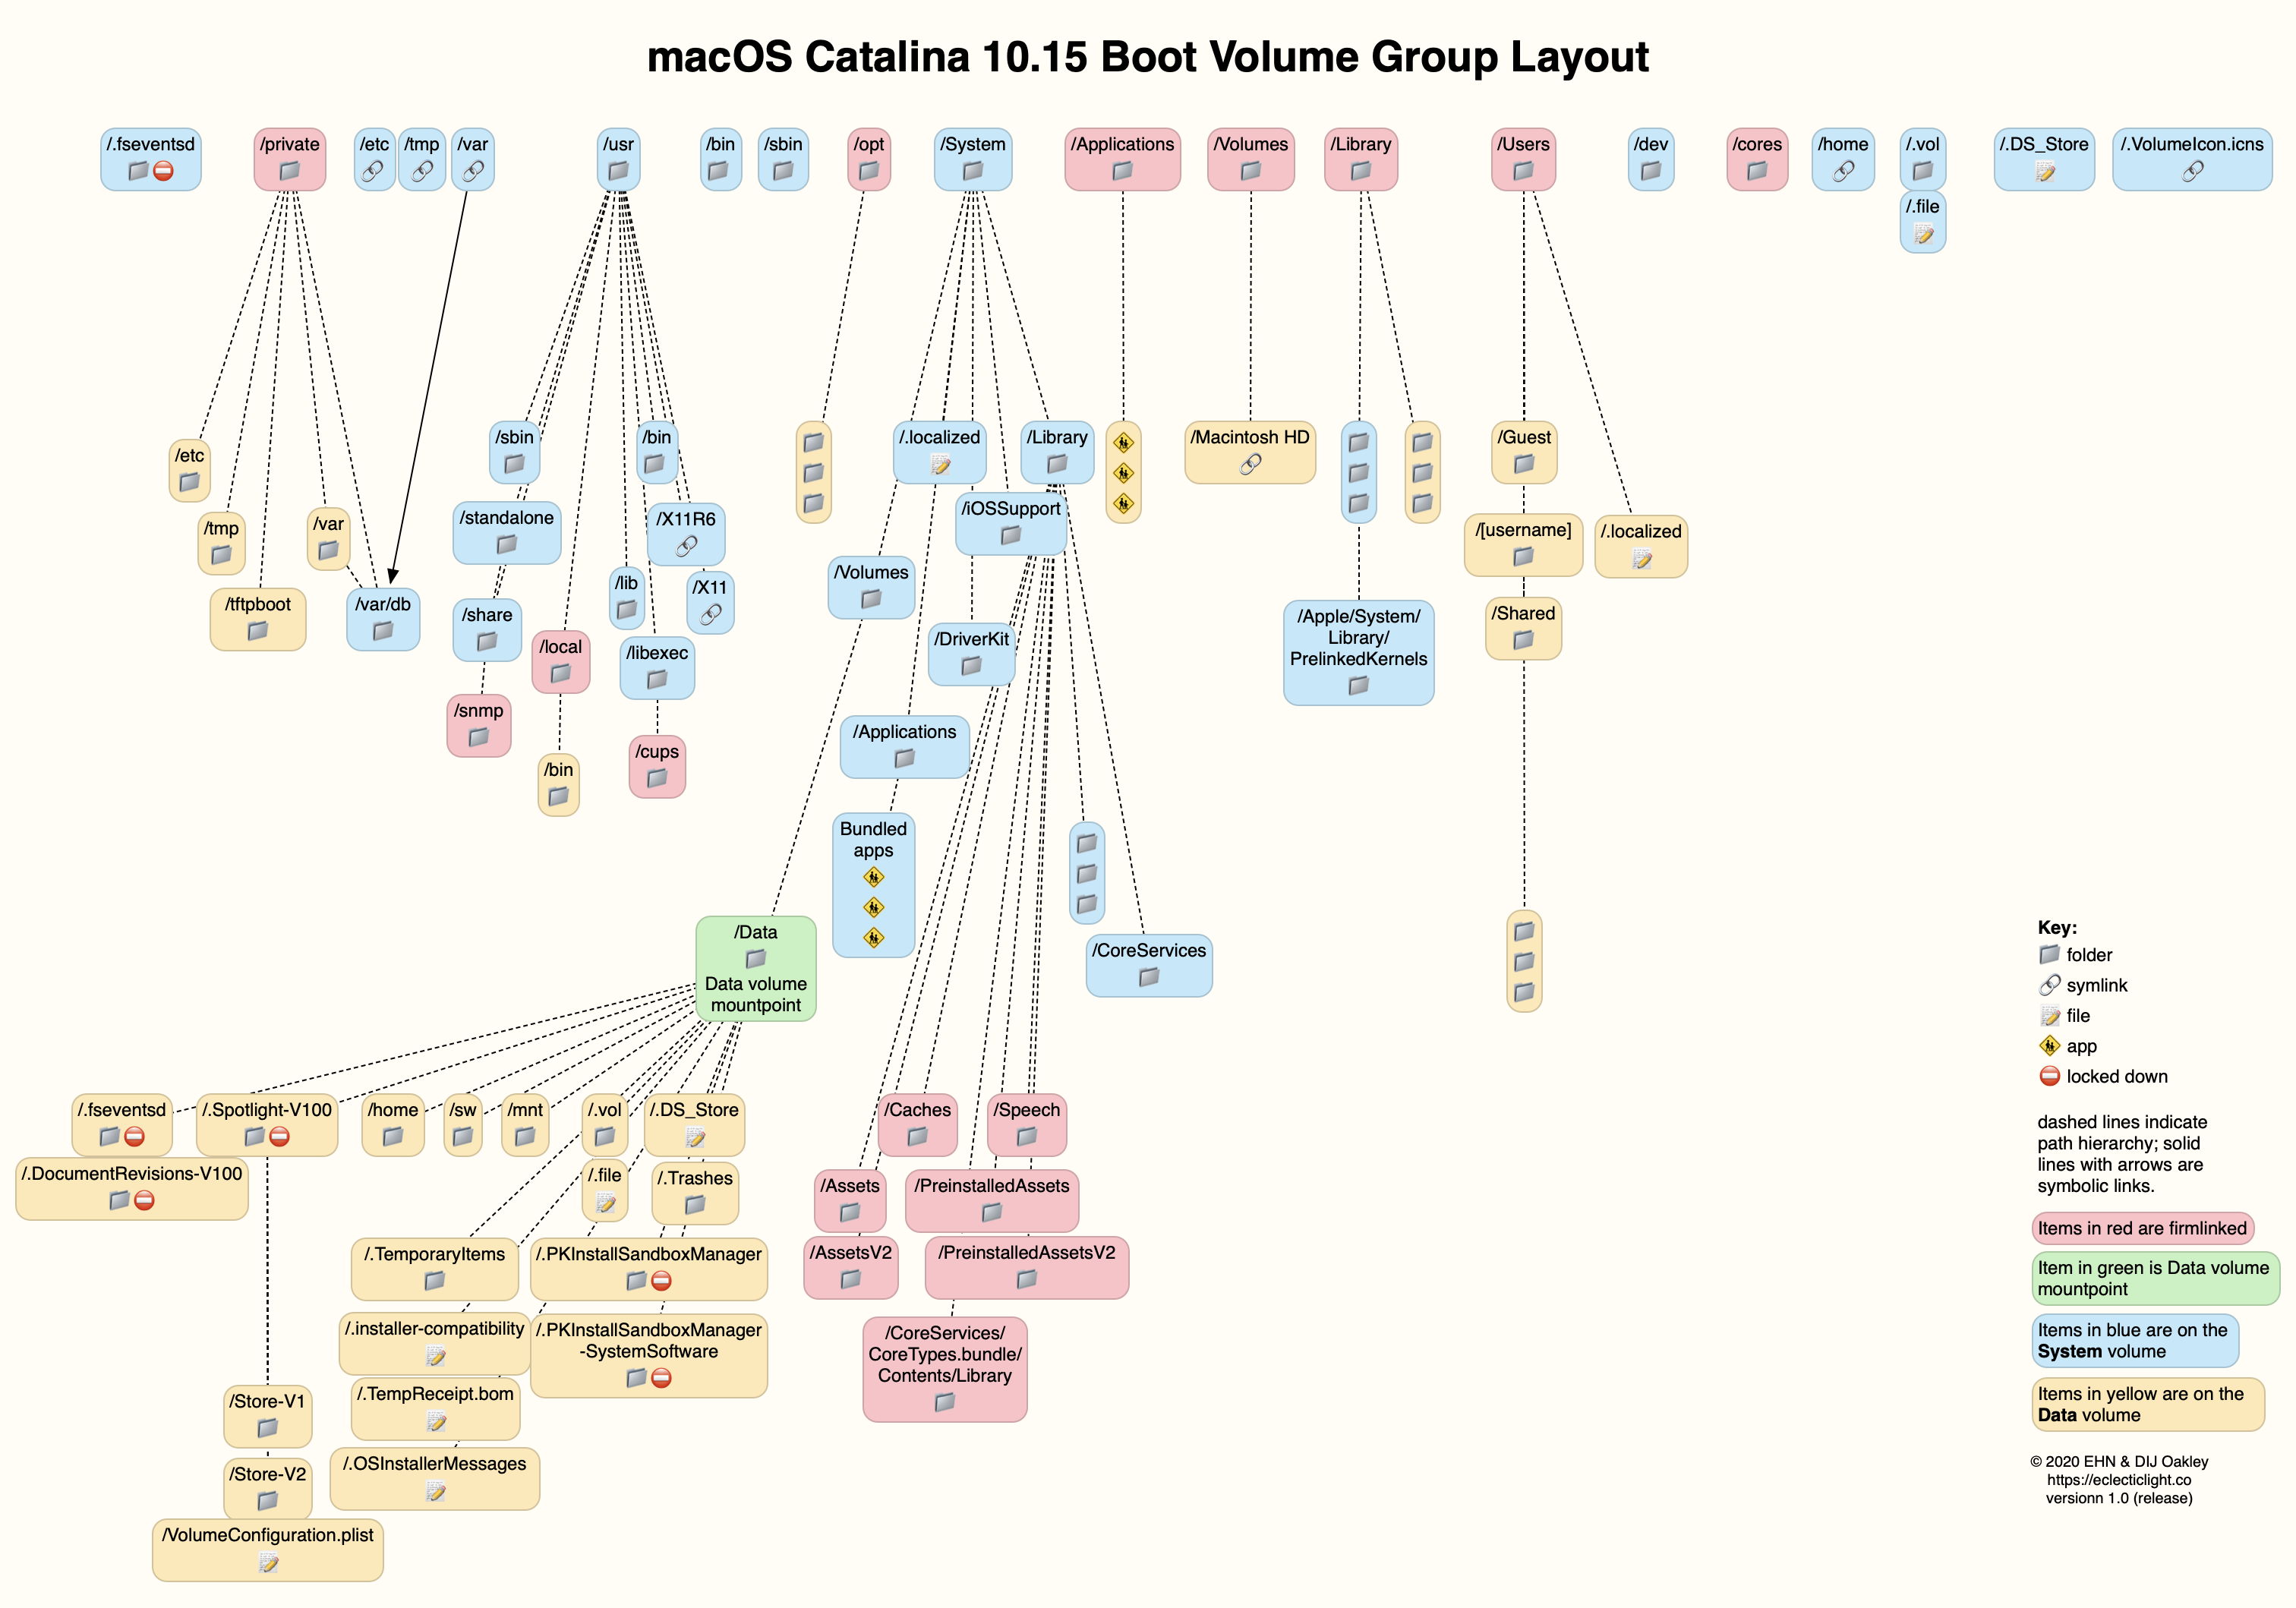 macOS Catalina 10.15 Boot Volume Group Layout
/.fseventsd
/private
/etc
/tmp
/var
/usr
/bin
/sbin
/opt
/System
/Applications
/Volumes
/Library
/Users
/dev
/cores
/home
/.vol
/.DS_Store
/.VolumeIcon.icns
/.file
/etc
/tmp
/var
/tftpboot
/var/db
/sbin
/bin
/standalone
/X11R6
/lib
/X11
/share
/local
/libexec
/snmp
/cups
/bin
/.localized
/Library
/iOSSupport
/Volumes
/DriverKit
/Applications
Bundled
apps
/CoreServices
/Macintosh HD
/Apple/System/
Library/
PrelinkedKernels
/Guest
/[username]
/.localized
/Shared
/Data
Data volume
mountpoint
/.fseventsd
/.Spotlight-V100
/home
/sw
/mnt
/.vol
/.DS_Store
/.DocumentRevisions-V100
/.file
/.Trashes
/.TemporaryItems
/.PKInstallSandboxManager
/.installer-compatibility
/.PKInstallSandboxManager
-SystemSoftware
/.TempReceipt.bom
/.OSInstallerMessages
/Store-V1
/Store-V2
/VolumeConfiguration.plist
/Caches
/Speech
/Assets
/PreinstalledAssets
/AssetsV2
/PreinstalledAssetsV2
/CoreServices/
CoreTypes.bundle/
Contents/Library
Key:
folder
symlink
file
app
locked down
dashed lines indicate
path hierarchy; solid
lines with arrows are
symbolic links.
Items in red are firmlinked
Item in green is Data volume
mountpoint
Items in blue are on the
System volume
Items in yellow are on the
Data volume
© 2020 EHN & DIJ Oakley
https://eclecticlight.co
versionn 1.0 (release)